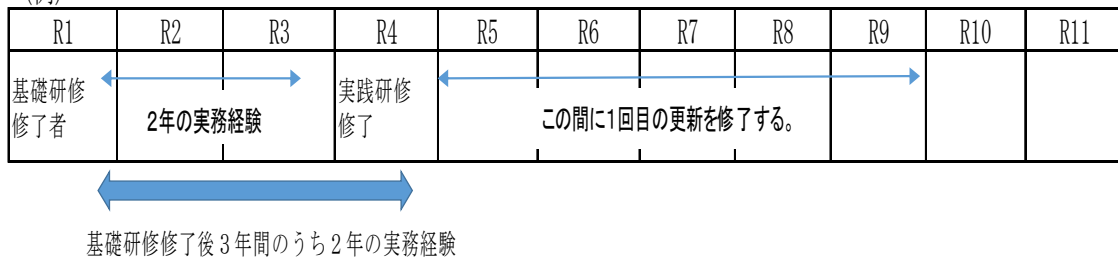 R1 R2 R3 R4 R5 R6 R7 R8 R9 R10 R11
基礎研修
修了者
2年の実務経験
実践研修
修了
この間に1回目の更新を修了する。
基礎研修修了後3年間のうち2年の実務経験